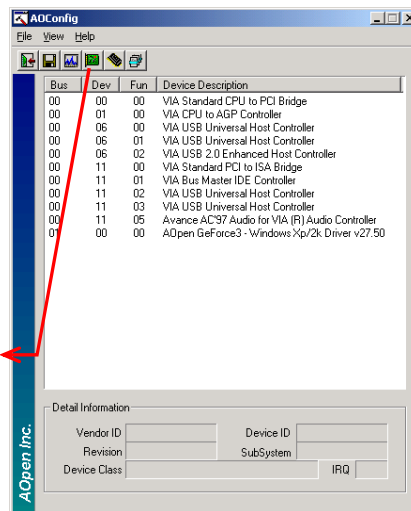 AOConfig
File View Help
Bus Dev Fun Device Description
00 00 00 VIA Standard CPU to PCI Bridge
00 01 00 VIA CPU to AGP Controller
00 06 00 VIA USB Universal Host Controller
00 06 01 VIA USB Universal Host Controller
00 06 02 VIA USB 2.0 Enhanced Host Controller
00 11 00 VIA Standard PCI to ISA Bridge
00 11 01 VIA Bus Master IDE Controller
00 11 02 VIA USB Universal Host Controller
00 11 03 VIA USB Universal Host Controller
00 11 05 Avance AC'97 Audio for VIA (R) Audio Controller
01 00 00 AOpen GeForce3 - Windows Xp/2k Driver v27.50
Detail Information
Vendor ID Device ID
Revision SubSystem
Device Class IRQ
AOpen Inc.